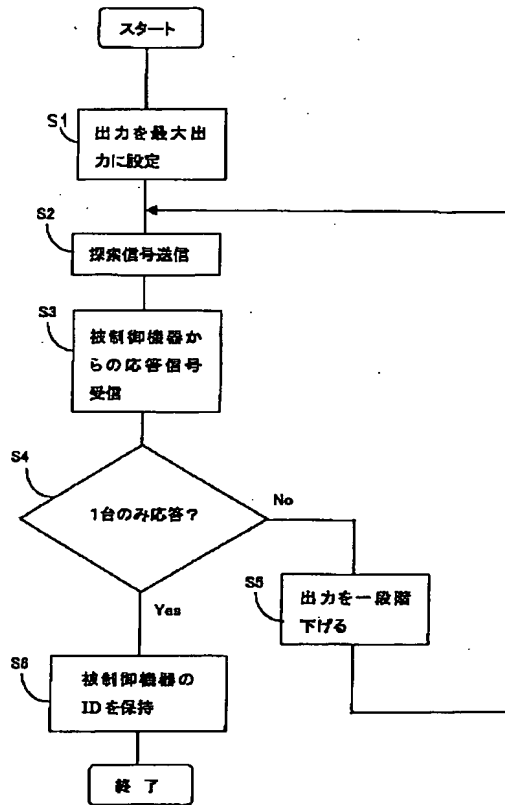 スタート
S1
出力を最大出
力に設定
S2
探索信号送信
S3
被制御機器か
らの応答信号
受信
S4
1台のみ応答?
No
Yes
S5
出力を一段階
下げる
S6
被制御機器の
IDを保持
終了